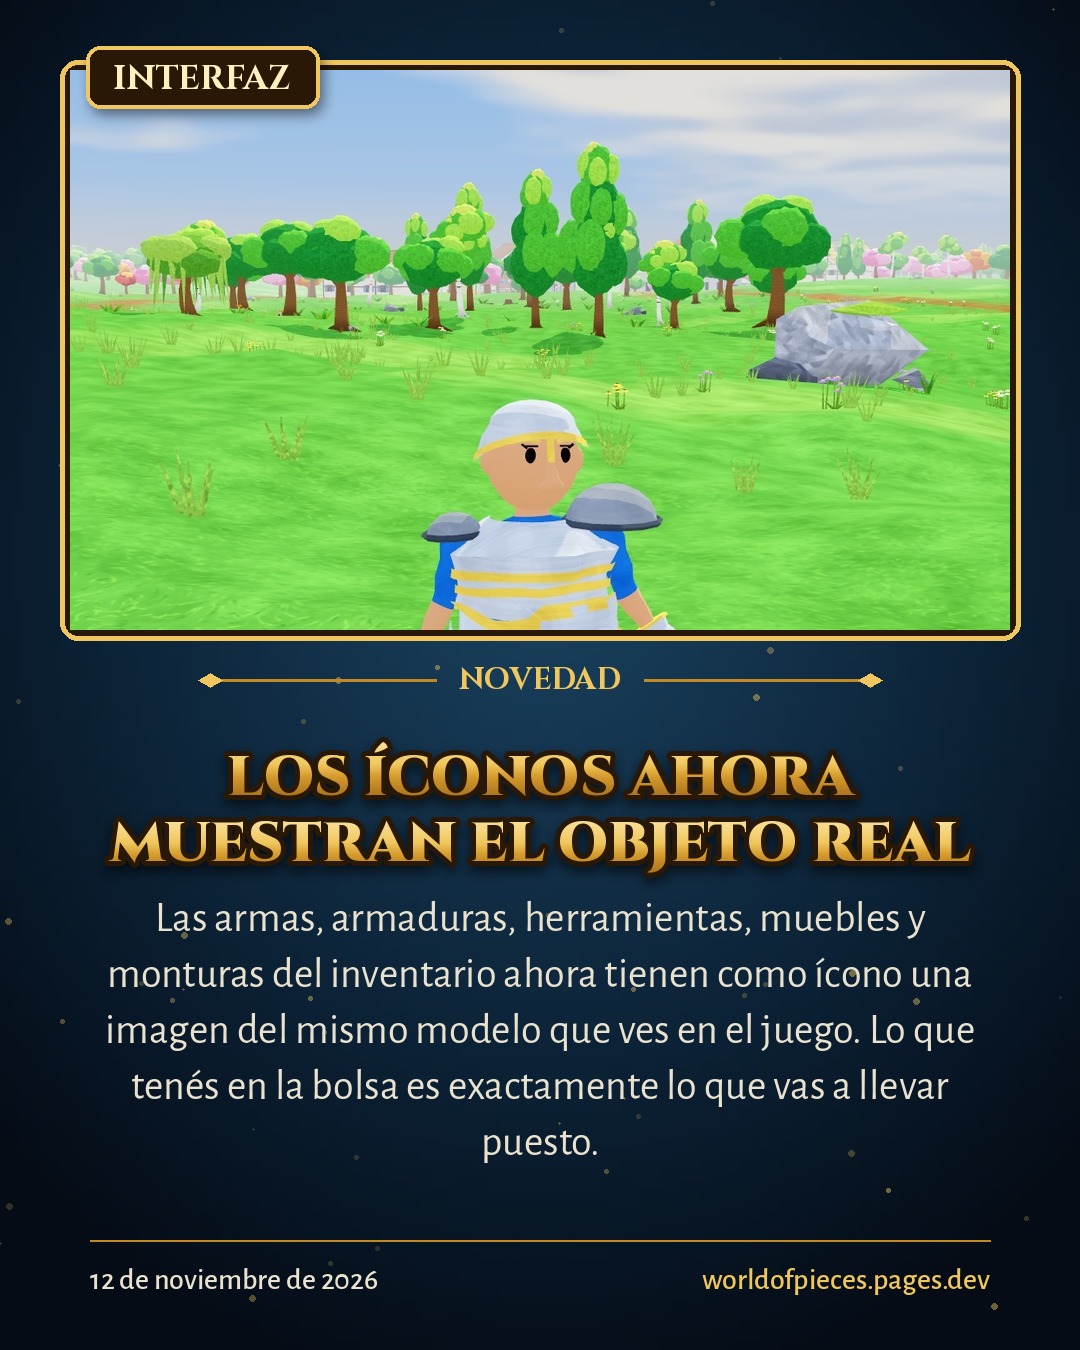 INTERFAZ
NOVEDAD
LOS ÍCONOS AHORA
MUESTRAN EL OBJETO REAL
Las armas, armaduras, herramientas, muebles y
monturas del inventario ahora tienen como ícono una
imagen del mismo modelo que ves en el juego. Lo que
tenés en la bolsa es exactamente lo que vas a llevar
puesto.
12 de noviembre de 2026
worldofpieces.pages.dev